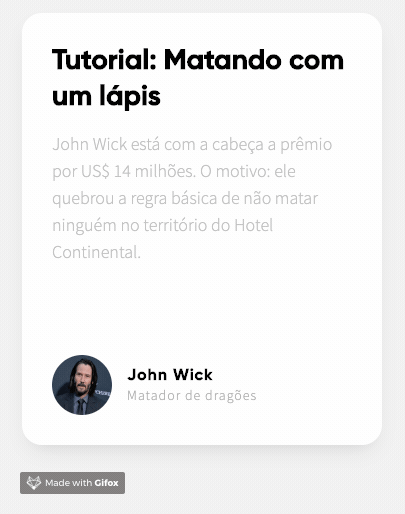 Tutorial: Matando com
um lápis
John Wick está com a cabeça a prêmio
por US$ 14 milhões. O motivo: ele
quebrou a regra básica de não matar
ninguém no território do Hotel
Continental.
John Wick
Matador de dragões
Made with Gifox